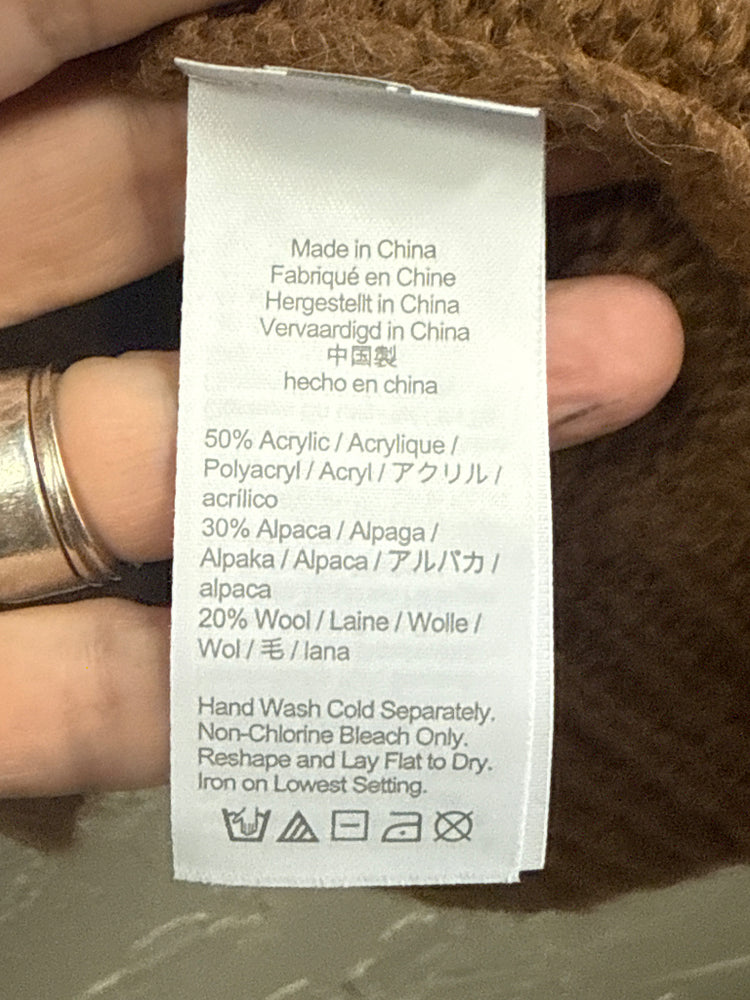 Made in China
Fabriqué en Chine
Hergestellt in China
Vervaardigd in China
中国製
hecho en china
50% Acrylic / Acrylique /
Polyacryl / Acryl / アクリル /
acrílico
30% Alpaca / Alpaga /
Alpaka / Alpaca / アルパカ /
alpaca
20% Wool / Laine / Wolle /
Wol / 毛 / lana
Hand Wash Cold Separately.
Non-Chlorine Bleach Only.
Reshape and Lay Flat to Dry.
Iron on Lowest Setting.